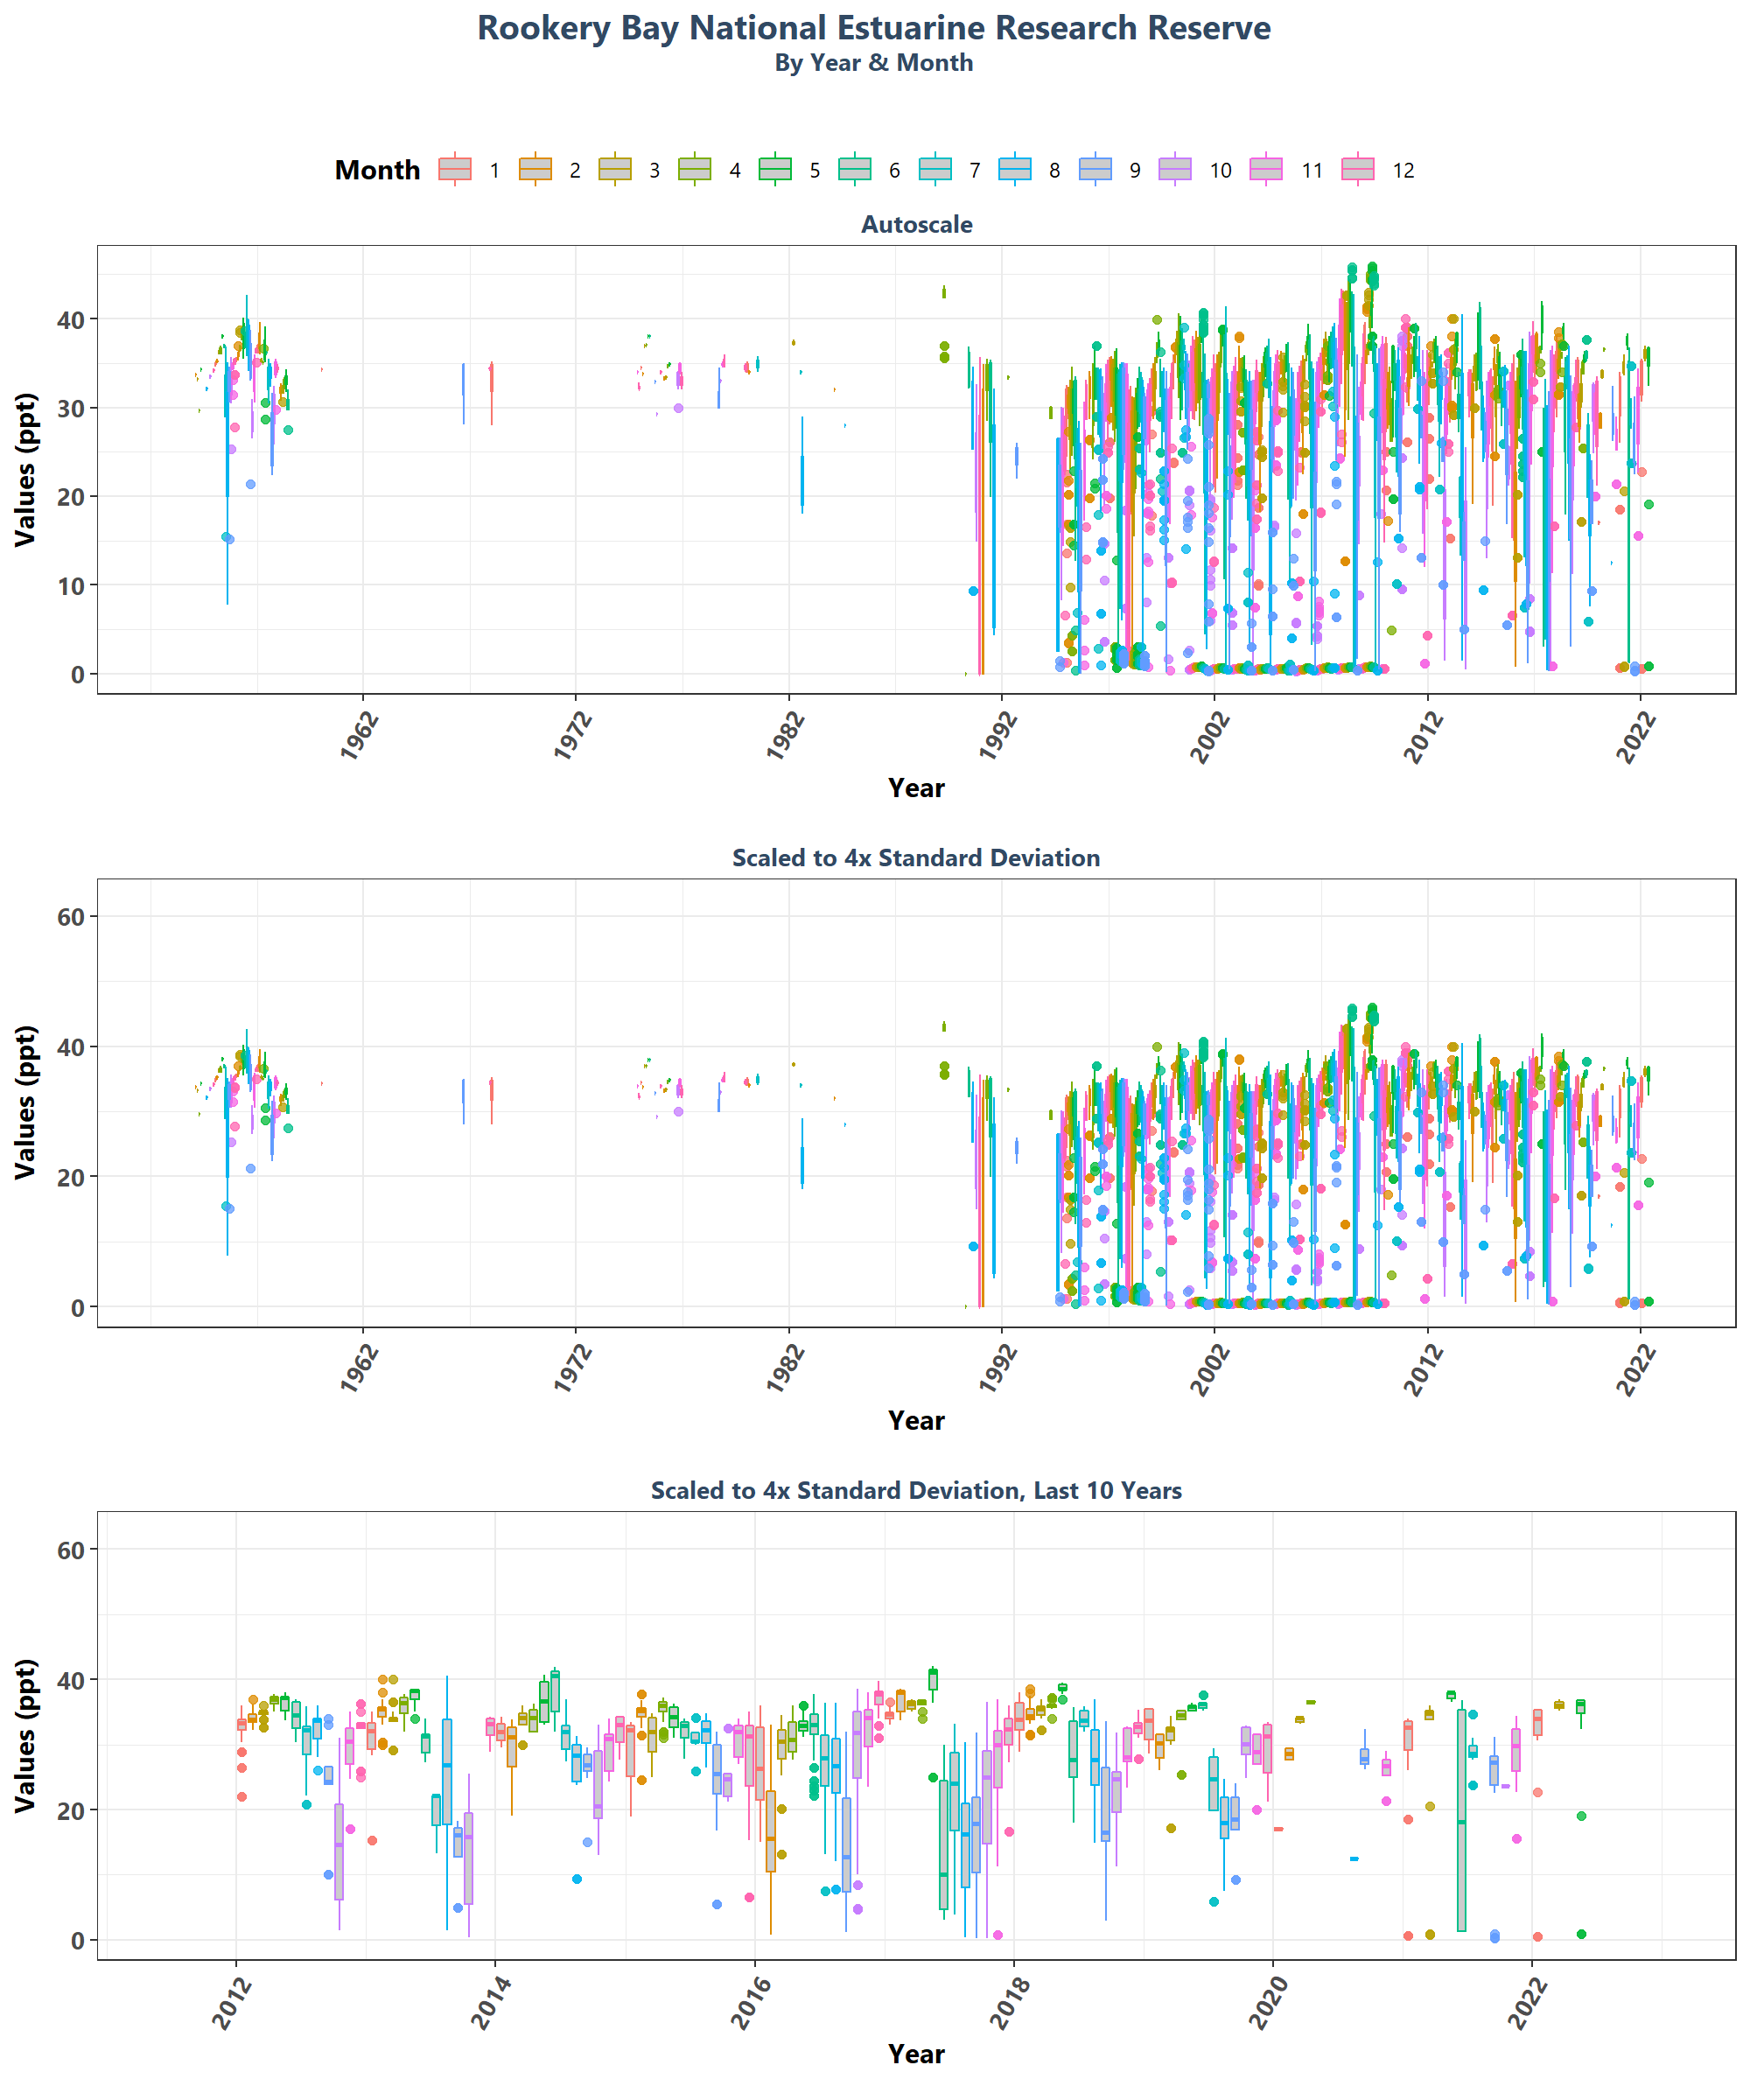 Rookery Bay National Estuarine Research Reserve
By Year & Month
Month 1 2 3 4 5 6 7 8 9 10 11 12
Autoscale
Values (ppt)
40
30
20
10
0
1962 1972 1982 1992 2002 2012 2022
Year
Scaled to 4x Standard Deviation
Values (ppt)
60
40
20
0
1962 1972 1982 1992 2002 2012 2022
Year
Scaled to 4x Standard Deviation, Last 10 Years
Values (ppt)
60
40
20
0
2012 2014 2016 2018 2020 2022
Year